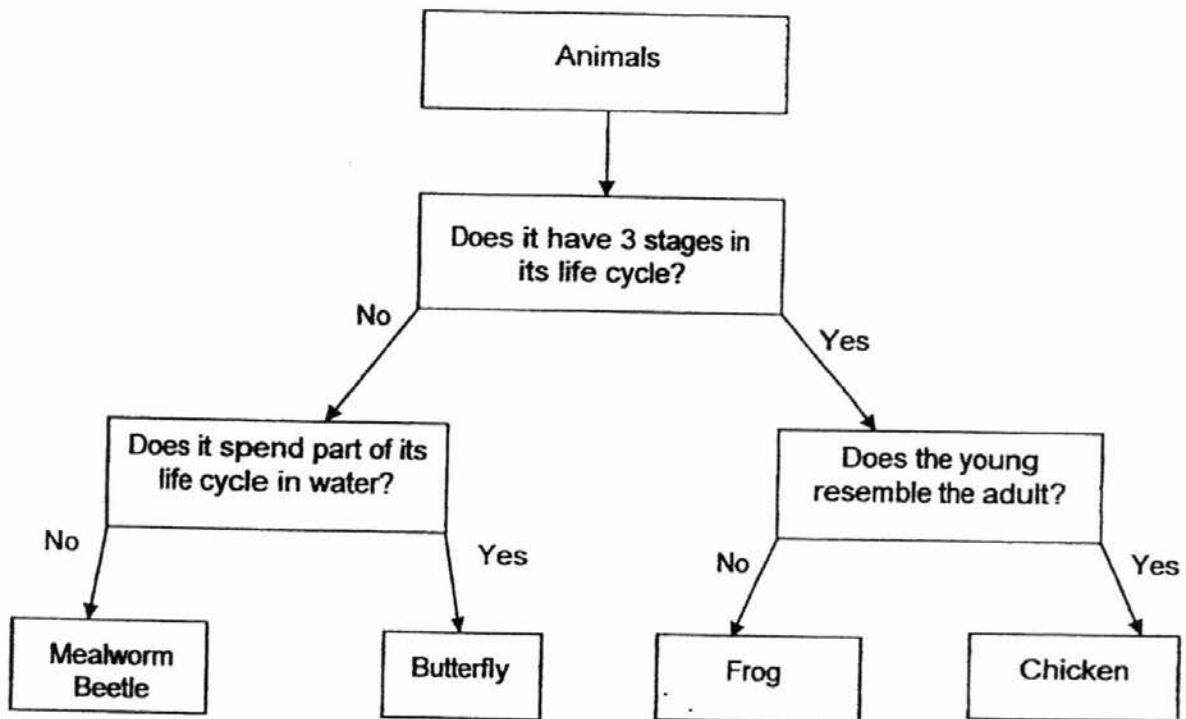 Animals
Does it have 3 stages in
its life cycle?
No
Yes
Does it spend part of its
life cycle in water?
Does the young
resemble the adult?
No
Yes
No
Yes
Mealworm
Beetle
Butterfly
Frog
Chicken